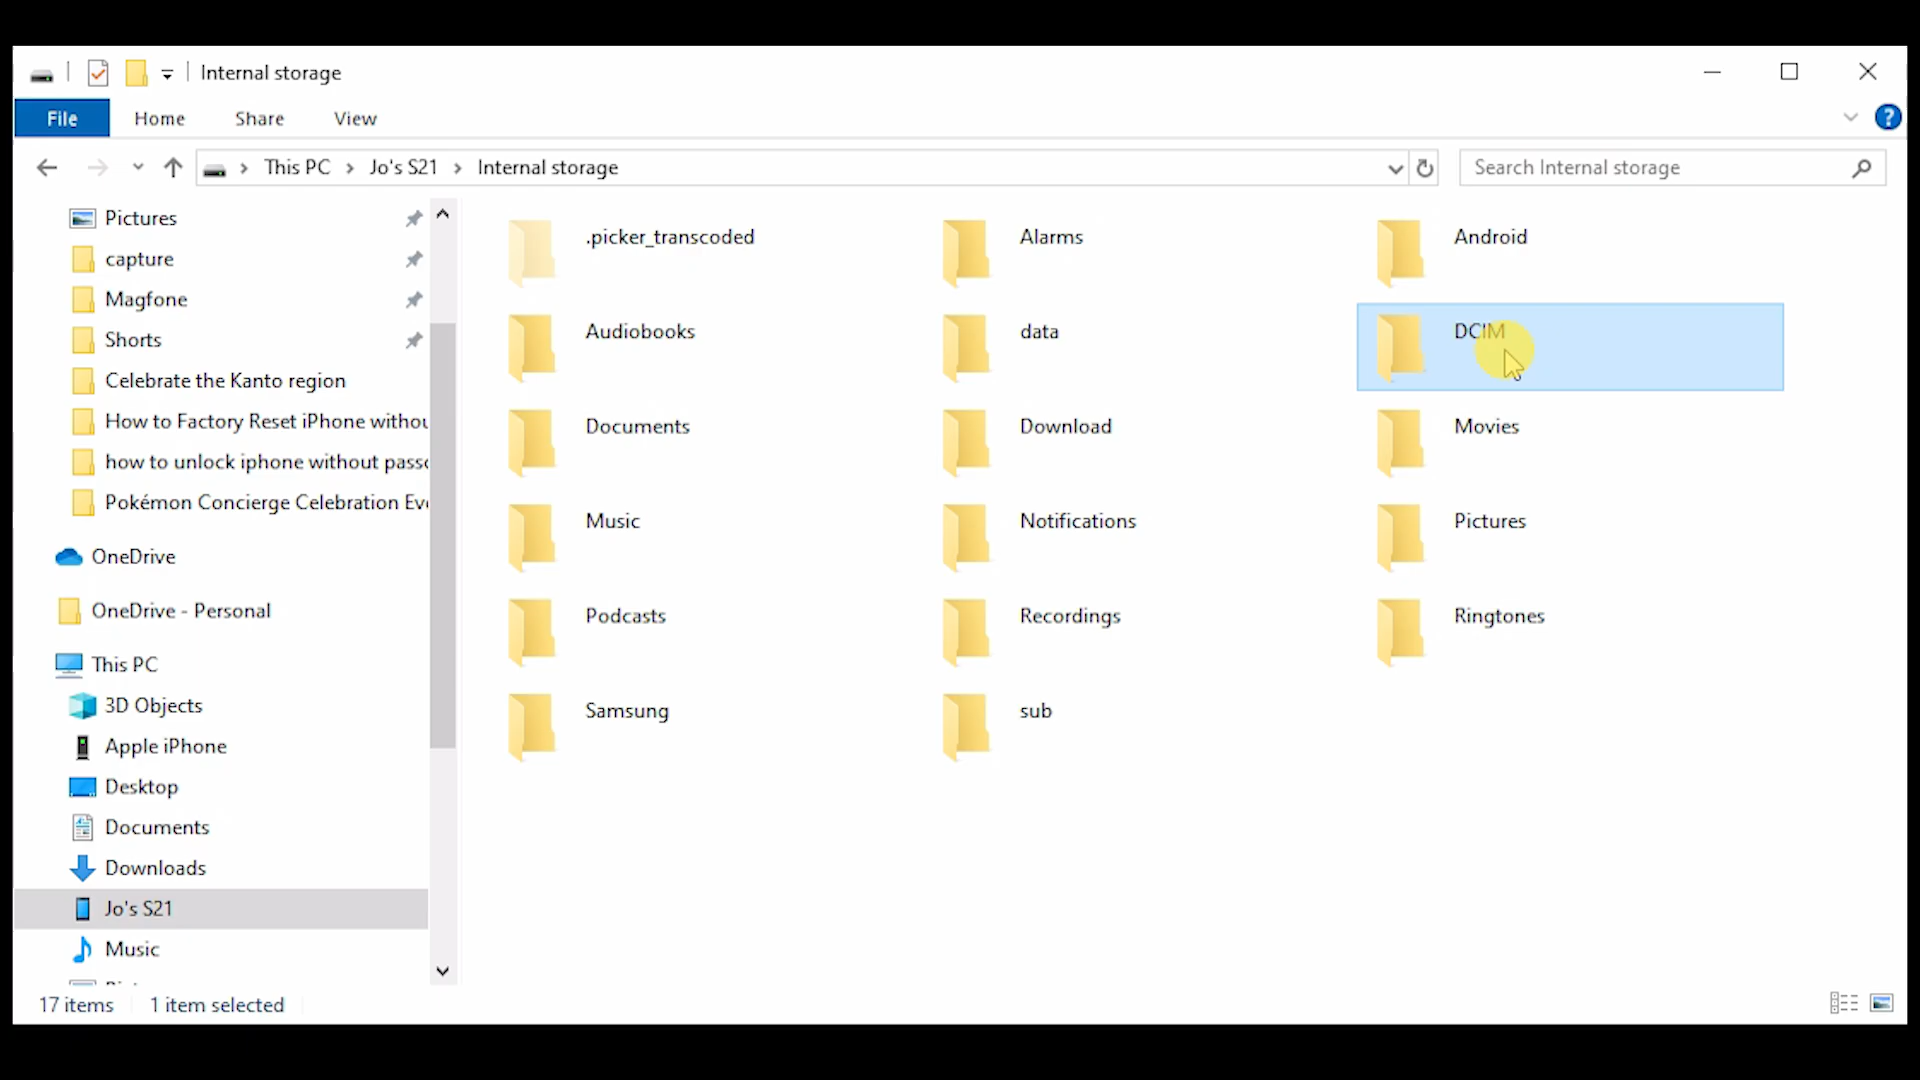 Internal storage
File Home Share View
?
This PC Jo's S21 Internal storage
Search Internal storage
Pictures
capture
Magfone
Shorts
Celebrate the Kanto region
How to Factory Reset iPhone withou
how to unlock iphone without passc
Pokémon Concierge Celebration Eve
OneDrive
OneDrive - Personal
This PC
3D Objects
Apple iPhone
Desktop
Documents
Downloads
Jo's S21
Music
.picker_transcoded Alarms Android
Audiobooks data DCIM
Documents Download Movies
Music Notifications Pictures
Podcasts Recordings Ringtones
Samsung sub
17 items 1 item selected